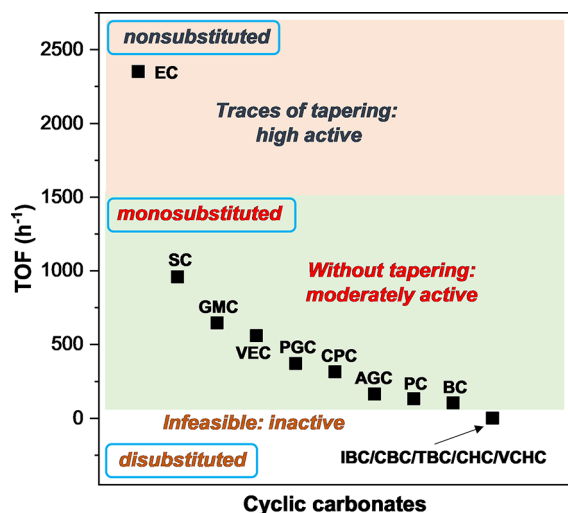 nonsubstituted
EC
Traces of tapering:
high active
monosubstituted
SC
Without tapering:
moderately active
GMC
VEC
PGC
CPC
AGC
PC
BC
Infeasible: inactive
IBC/CBC/TBC/CHC/VCHC
disubstituted
2500
2000
1500
1000
500
0
TOF (h-1)
Cyclic carbonates